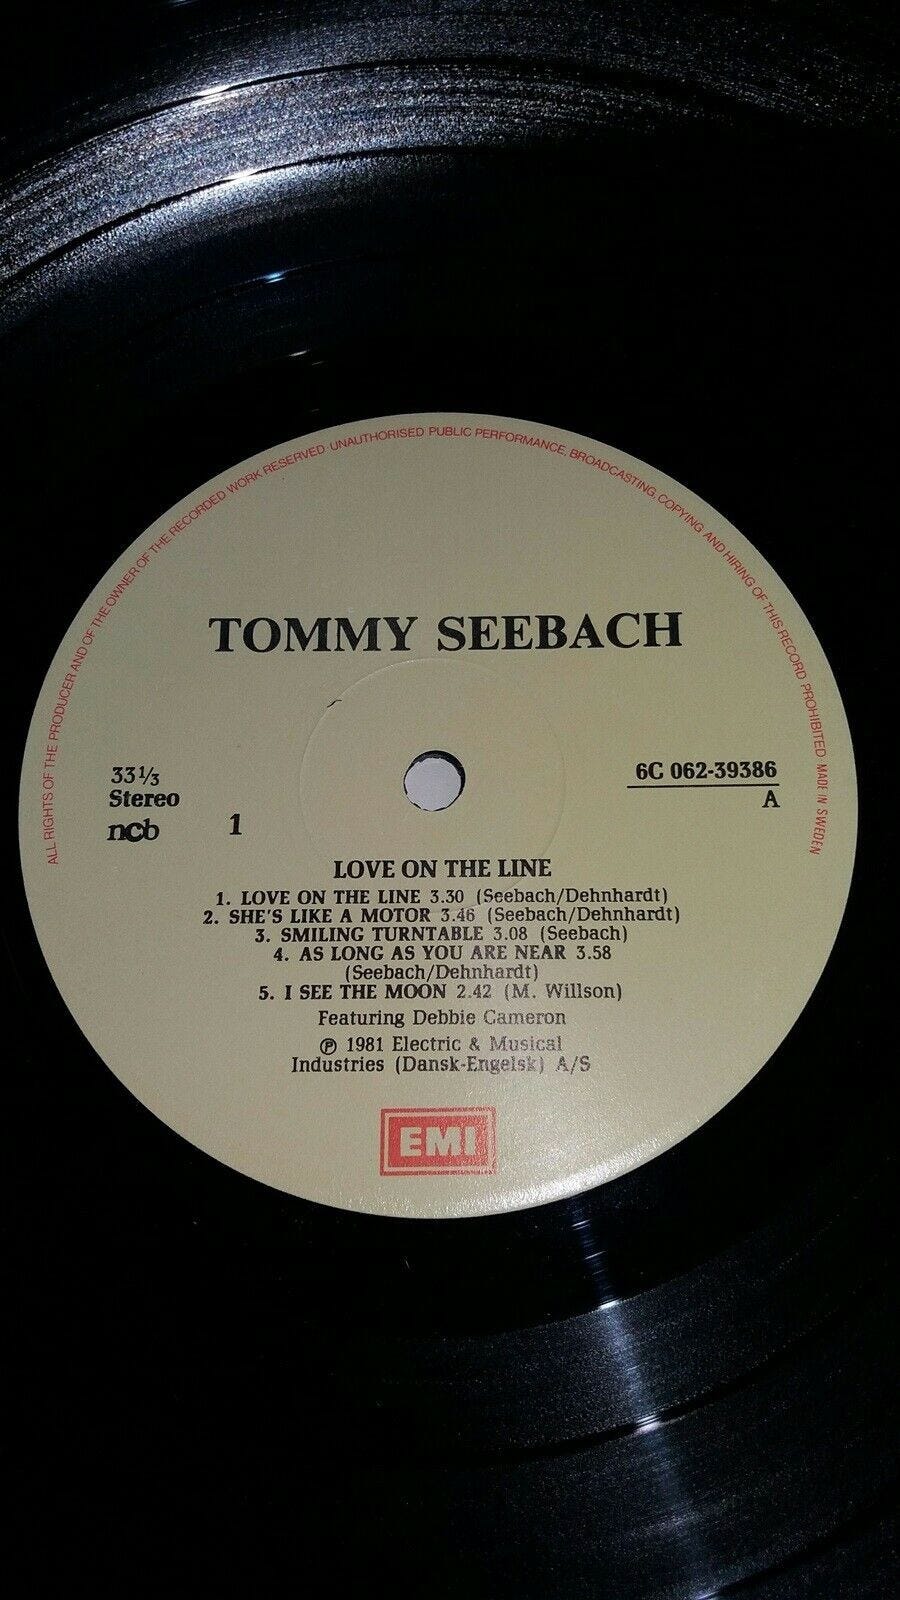 ALL RIGHTS OF THE PRODUCER AND OF THE OWNER OF THE RECORDED WORK RESERVED · UNAUTHORISED PUBLIC PERFORMANCE, BROADCASTING, COPYING AND HIRING OF THIS RECORD PROHIBITED MADE IN SWEDEN
TOMMY SEEBACH
33⅓
Stereo
ncb
1
6C 062-39386
A
LOVE ON THE LINE
1. LOVE ON THE LINE 3.30 (Seebach/Dehnhardt)
2. SHE'S LIKE A MOTOR 3.46 (Seebach/Dehnhardt)
3. SMILING TURNTABLE 3.08 (Seebach)
4. AS LONG AS YOU ARE NEAR 3.58
(Seebach/Dehnhardt)
5. I SEE THE MOON 2.42 (M. Willson)
Featuring Debbie Cameron
℗ 1981 Electric & Musical
Industries (Dansk-Engelsk) A/S
EMI